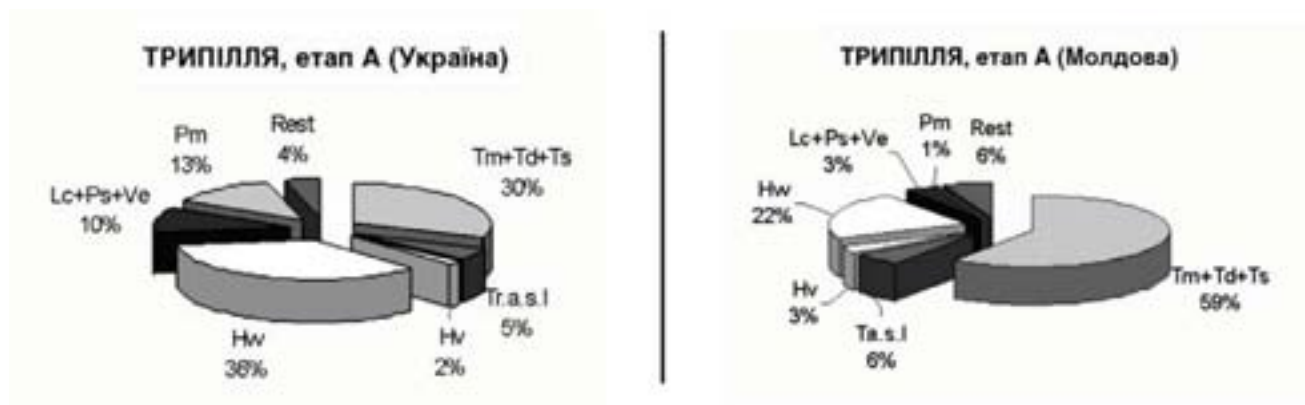 ТРИПІЛЛЯ, етап А (Україна)
Rest
4%
Pm
13%
Tm+Td+Ts
30%
Lc+Ps+Ve
10%
Tr.a.s.l
5%
Hv
2%
Hw
36%
ТРИПІЛЛЯ, етап А (Молдова)
Pm
1%
Rest
6%
Lc+Ps+Ve
3%
Hw
22%
Tm+Td+Ts
59%
Hv
3%
Ta.s.l
6%